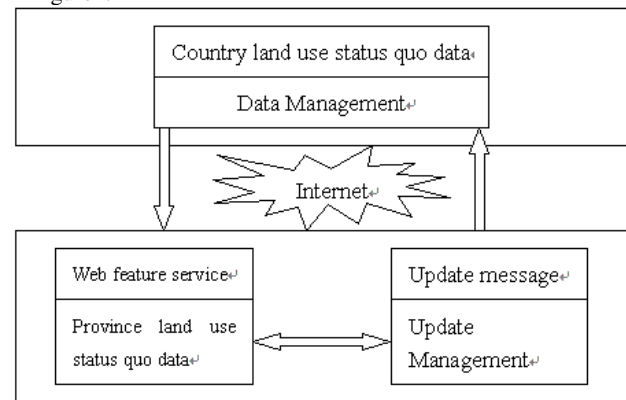 Country land use status quo data
Data Management
Internet
Web feature service
Province land use
status quo data
Update message
Update
Management